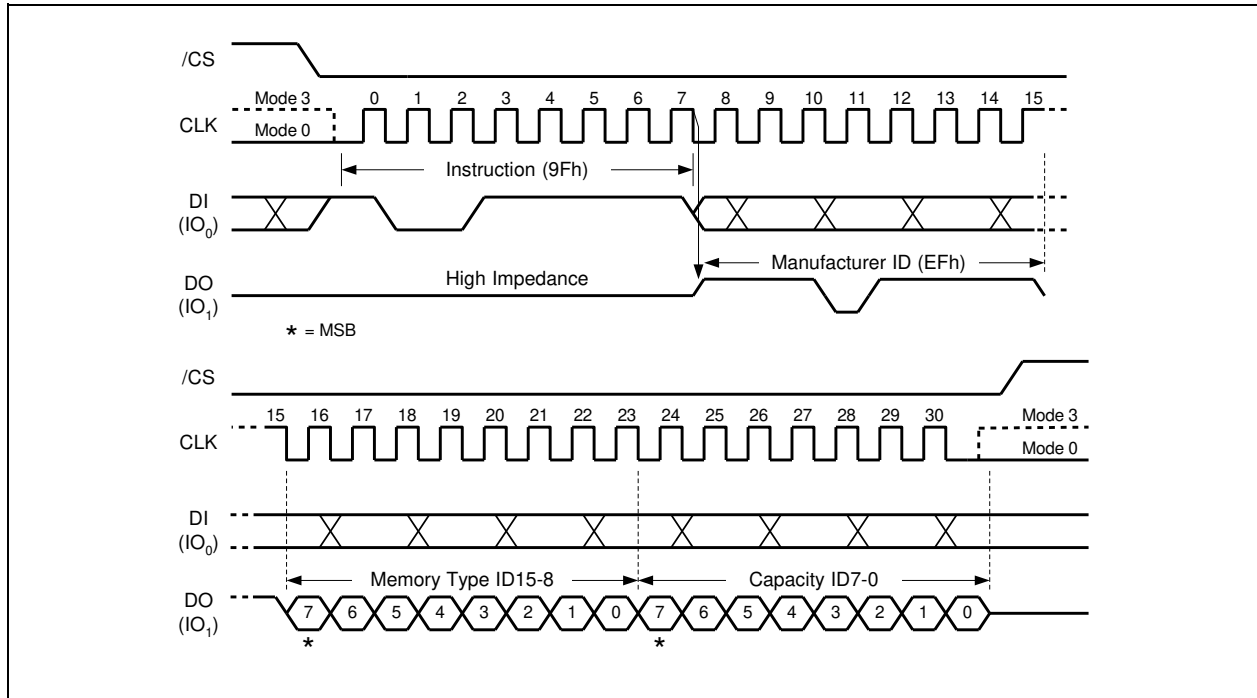 /CS
Mode 3 0 1 2 3 4 5 6 7 8 9 10 11 12 13 14 15
CLK
Mode 0
Instruction (9Fh)
DI
(IO0)
Manufacturer ID (EFh)
High Impedance
DO
(IO1)
* = MSB
/CS
15 16 17 18 19 20 21 22 23 24 25 26 27 28 29 30 Mode 3
CLK
Mode 0
DI
(IO0)
Memory Type ID15-8 Capacity ID7-0
DO
(IO1)
7 6 5 4 3 2 1 0 7 6 5 4 3 2 1 0
* *